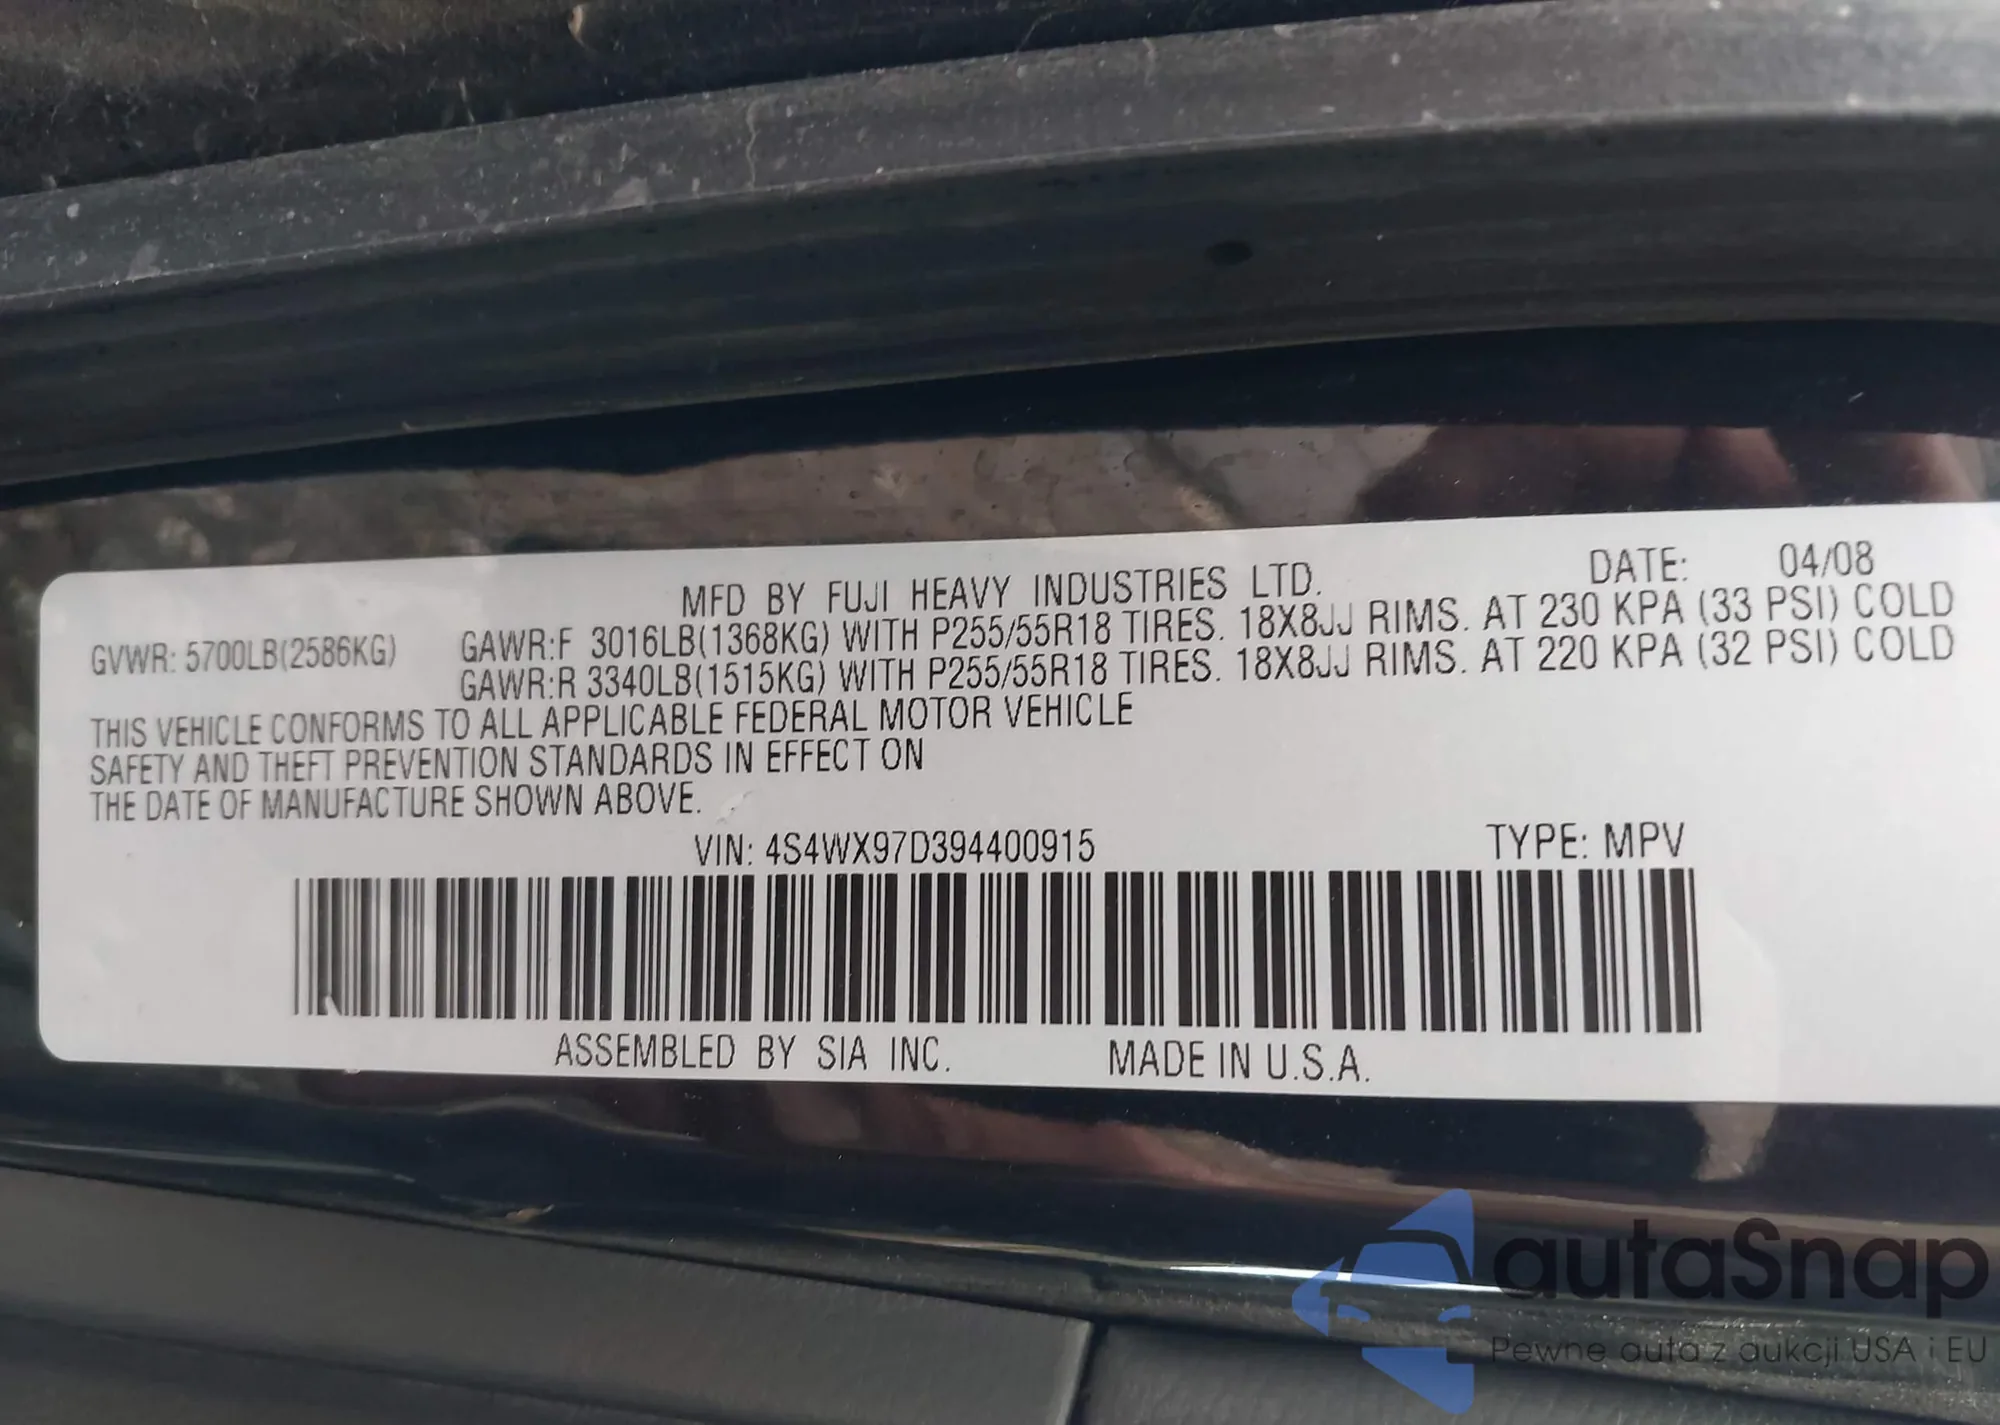 MFD BY FUJI HEAVY INDUSTRIES LTD. DATE: 04/08
GVWR: 5700LB(2586KG) GAWR:F 3016LB(1368KG) WITH P255/55R18 TIRES. 18X8JJ RIMS. AT 230 KPA (33 PSI) COLD
GAWR:R 3340LB(1515KG) WITH P255/55R18 TIRES. 18X8JJ RIMS. AT 220 KPA (32 PSI) COLD
THIS VEHICLE CONFORMS TO ALL APPLICABLE FEDERAL MOTOR VEHICLE
SAFETY AND THEFT PREVENTION STANDARDS IN EFFECT ON
THE DATE OF MANUFACTURE SHOWN ABOVE.
VIN: 4S4WX97D394400915 TYPE: MPV
ASSEMBLED BY SIA INC. MADE IN U.S.A.
autaSnap
Pewne auta z aukcji USA i EU